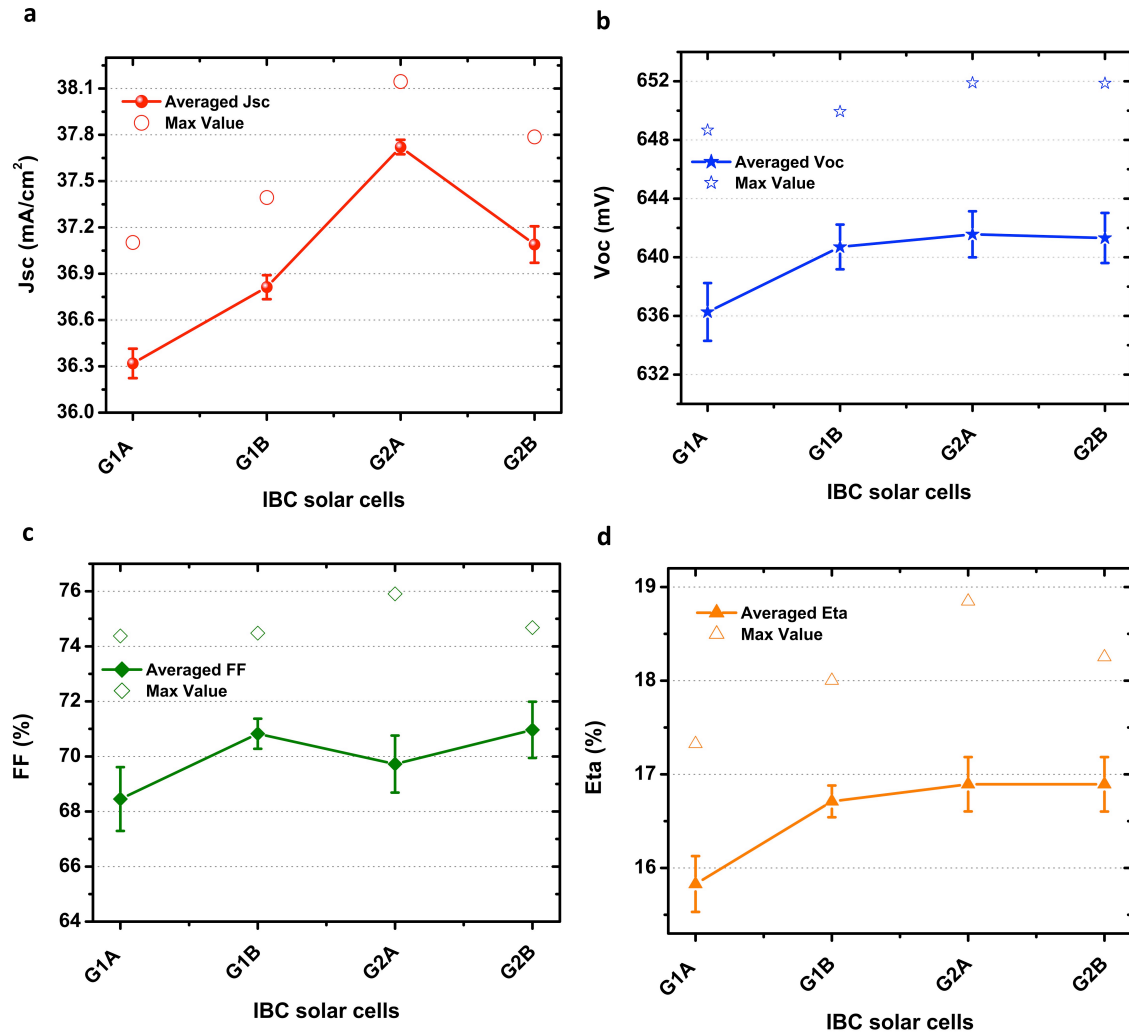 a
38.1
37.8
37.5
37.2
36.9
36.6
36.3
36.0
Jsc (mA/cm²)
Averaged Jsc
Max Value
G1A
G1B
G2A
G2B
IBC solar cells
b
652
648
644
640
636
632
Voc (mV)
Averaged Voc
Max Value
G1A
G1B
G2A
G2B
IBC solar cells
c
76
74
72
70
68
66
64
FF (%)
Averaged FF
Max Value
G1A
G1B
G2A
G2B
IBC solar cells
d
19
18
17
16
Eta (%)
Averaged Eta
Max Value
G1A
G1B
G2A
G2B
IBC solar cells